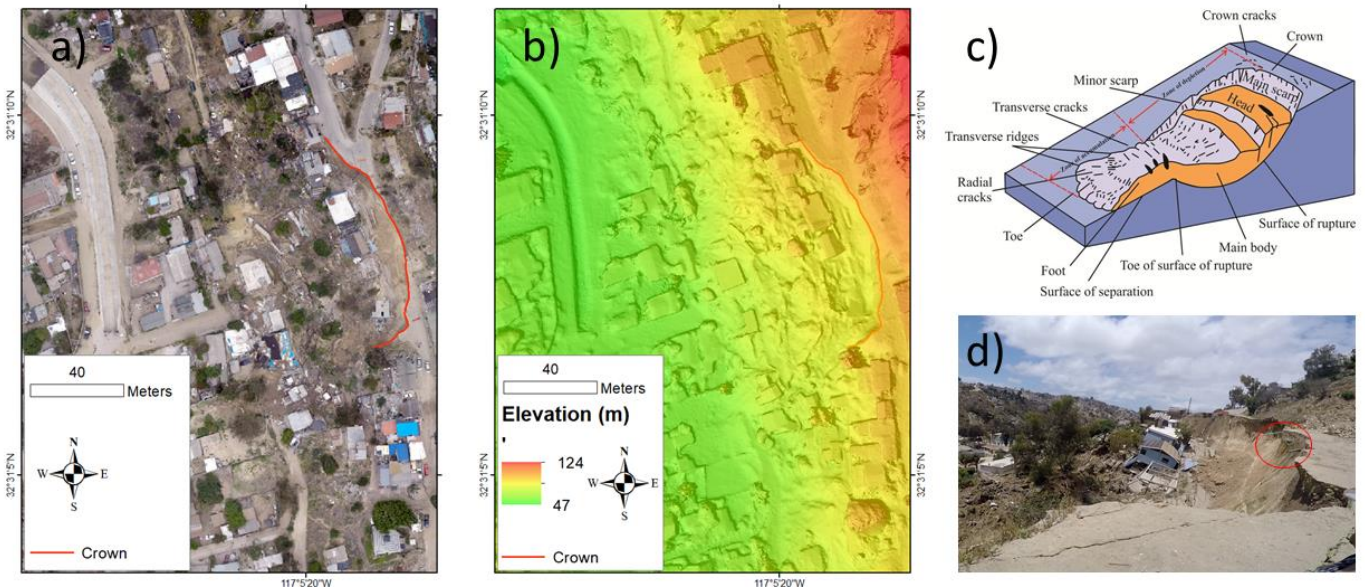 a)
32°31'10"N
32°31'5"N
40
Meters
N
W
E
S
Crown
117°5'20"W
b)
40
Meters
Elevation (m)
124
47
N
W
E
S
Crown
32°31'10"N
32°31'5"N
117°5'20"W
c)
Crown cracks
Crown
Minor scarp
Zone of depletion
Main scarp
Head
Transverse cracks
Transverse ridges
Zone of accumulation
Radial
cracks
Toe
Surface of rupture
Main body
Toe of surface of rupture
Foot
Surface of separation
d)